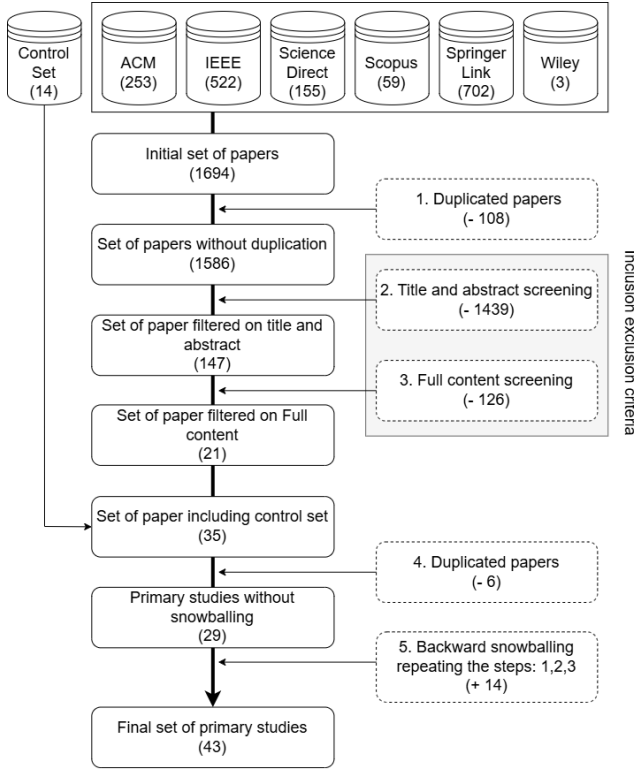 Control
Set
(14)
ACM
(253)
IEEE
(522)
Science
Direct
(155)
Scopus
(59)
Springer
Link
(702)
Wiley
(3)
Initial set of papers
(1694)
1. Duplicated papers
(- 108)
Set of papers without duplication
(1586)
Inclusion exclusion criteria
2. Title and abstract screening
(- 1439)
Set of paper filtered on title and
abstract
(147)
3. Full content screening
(- 126)
Set of paper filtered on Full
content
(21)
Set of paper including control set
(35)
4. Duplicated papers
(- 6)
Primary studies without
snowballing
(29)
5. Backward snowballing
repeating the steps: 1,2,3
(+ 14)
Final set of primary studies
(43)